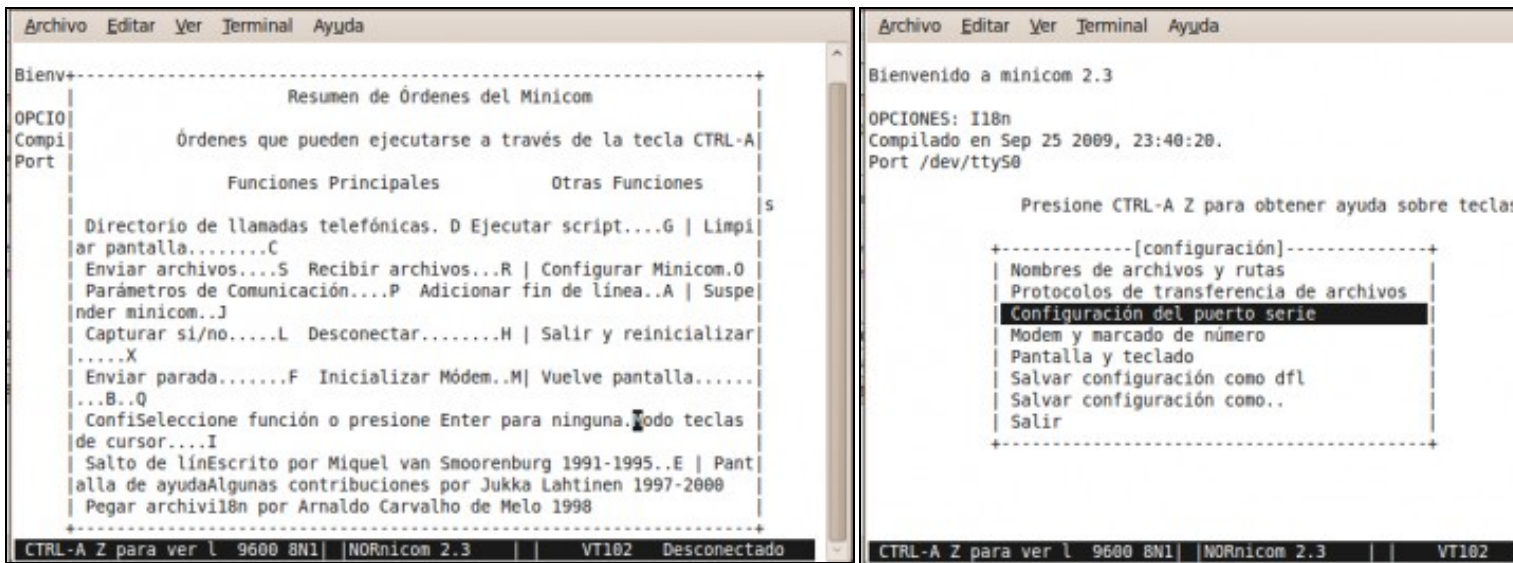 Archivo Editar Ver Terminal Ayuda
Bienv+----------------------------------------------------------------+
| Resumen de Órdenes del Minicom |
OPCIO| |
Compi| Órdenes que pueden ejecutarse a través de la tecla CTRL-A|
Port | |
| Funciones Principales Otras Funciones |
| |s
| Directorio de llamadas telefónicas. D Ejecutar script....G | Limpi|
|ar pantalla........C |
| Enviar archivos....S Recibir archivos...R | Configurar Minicom.O |
| Parámetros de Comunicación....P Adicionar fin de línea..A | Suspe|
|nder minicom..J |
| Capturar si/no.....L Desconectar........H | Salir y reinicializar|
|.....X |
| Enviar parada.......F Inicializar Módem..M| Vuelve pantalla......|
|...B..Q |
| ConfiSeleccione función o presione Enter para ninguna.Modo teclas |
|de cursor....I |
| Salto de línEscrito por Miquel van Smoorenburg 1991-1995..E | Pant|
|alla de ayudaAlgunas contribuciones por Jukka Lahtinen 1997-2000 |
| Pegar archivi18n por Arnaldo Carvalho de Melo 1998 |
+----------------------------------------------------------------+
CTRL-A Z para ver l 9600 8N1| |NORnicom 2.3 | | VT102 Desconectado
Archivo Editar Ver Terminal Ayuda
Bienvenido a minicom 2.3
OPCIONES: I18n
Compilado en Sep 25 2009, 23:40:20.
Port /dev/ttyS0
Presione CTRL-A Z para obtener ayuda sobre teclas
+-------------[configuración]--------------+
| Nombres de archivos y rutas |
| Protocolos de transferencia de archivos |
| Configuración del puerto serie |
| Modem y marcado de número |
| Pantalla y teclado |
| Salvar configuración como dfl |
| Salvar configuración como.. |
| Salir |
+------------------------------------------+
CTRL-A Z para ver l 9600 8N1| |NORnicom 2.3 | | VT102